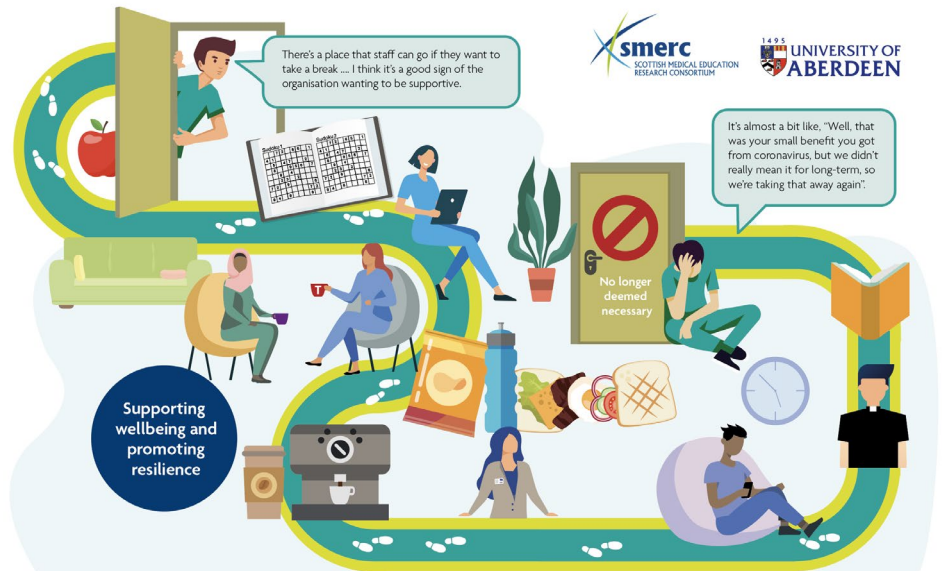 There's a place that staff can go if they want to
take a break .... I think it's a good sign of the
organisation wanting to be supportive.
smerc
SCOTTISH MEDICAL EDUCATION
RESEARCH CONSORTIUM
1495
UNIVERSITY OF
ABERDEEN
Sudoku 1
Sudoku 2
It's almost a bit like, "Well, that
was your small benefit you got
from coronavirus, but we didn't
really mean it for long-term, so
we're taking that away again".
No longer
deemed
necessary
T
Supporting
wellbeing and
promoting
resilience